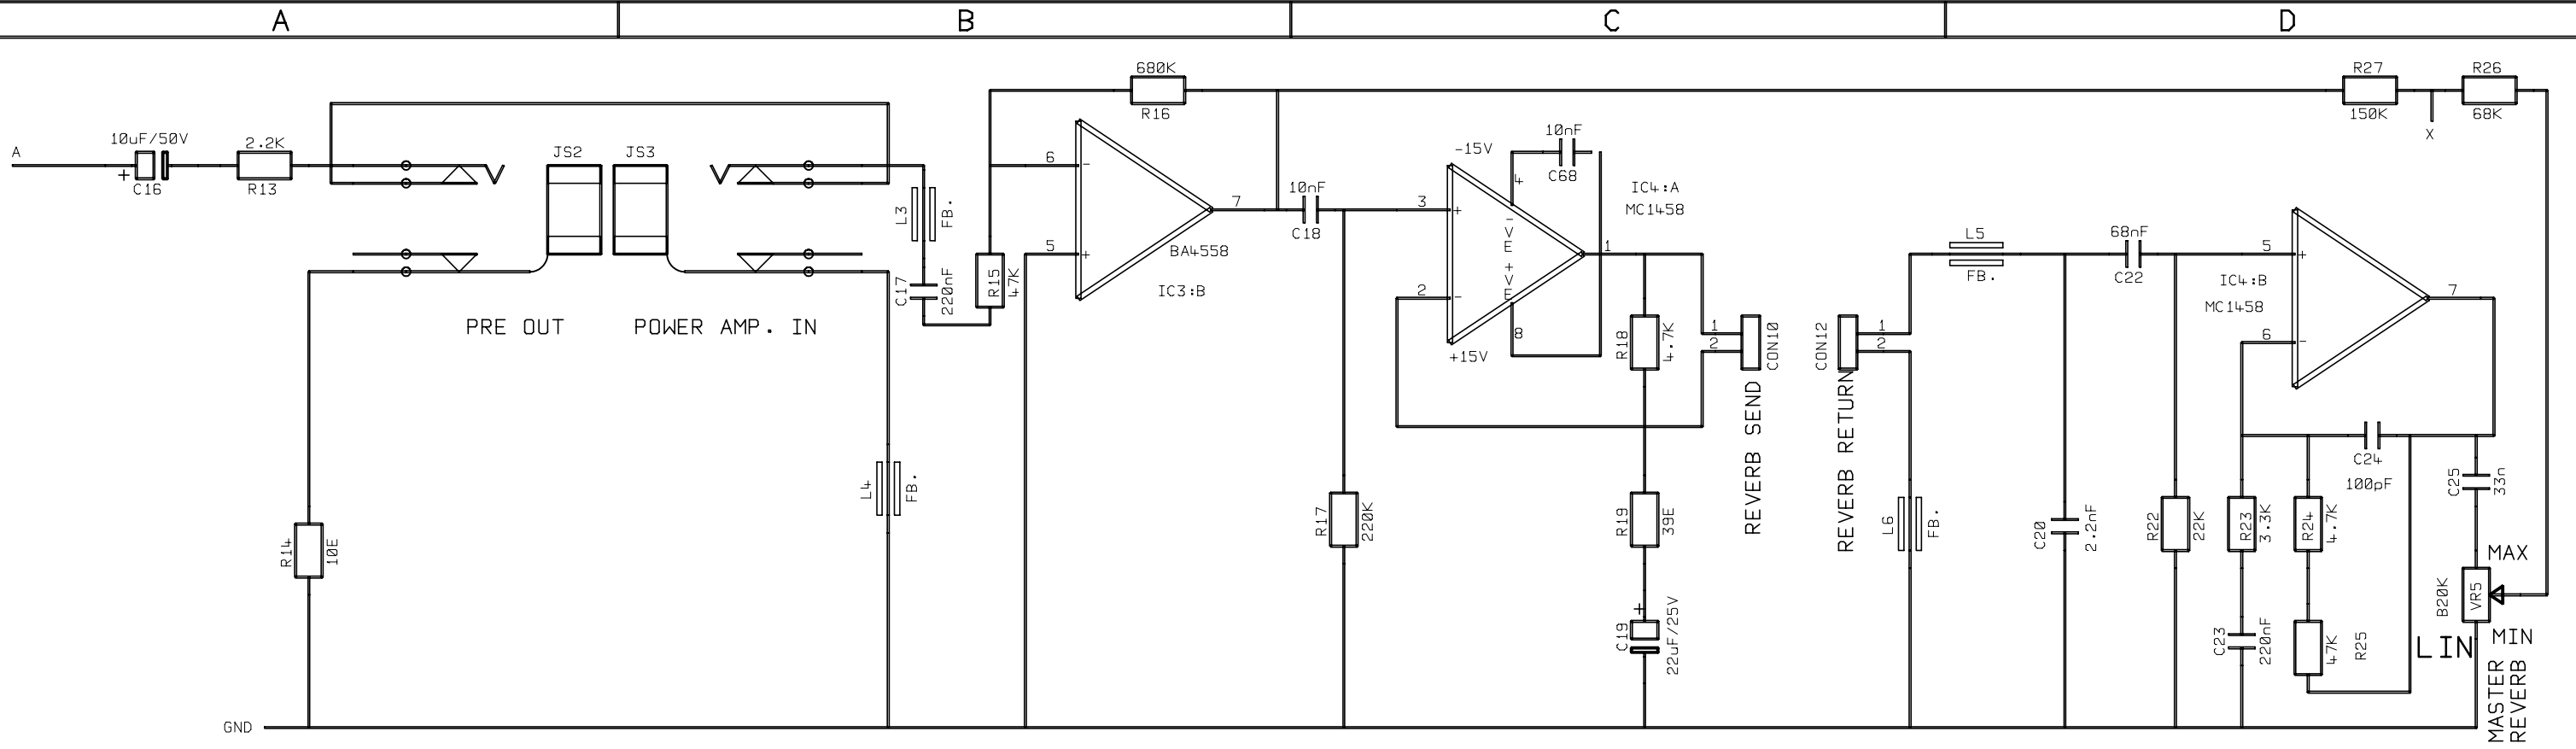 A B C D
A
10uF/50V
+
C16
2.2K
R13
JS2
JS3
PRE OUT
POWER AMP. IN
R14
10E
GND
L3
FB.
C17
220nF
L4
FB.
R15
47K
680K
R16
6
-
5
+
7
BA4558
IC3:B
10nF
C18
R17
220K
-15V
4
10nF
C68
3
+
2
-
-VE
+VE
8
+15V
1
IC4:A
MC1458
R18
4.7K
R19
39E
+
C19
22uF/25V
1
2
CON10
REVERB SEND
CON12
1
2
REVERB RETURN
L5
FB.
L6
FB.
C20
2.2nF
68nF
C22
R22
22K
5
+
6
-
7
IC4:B
MC1458
R27
150K
X
R26
68K
C24
100pF
R23
3.3K
R24
4.7K
C23
220nF
47K
R25
C25
33n
MAX
B20K
VR5
LIN
MIN
MASTER
REVERB